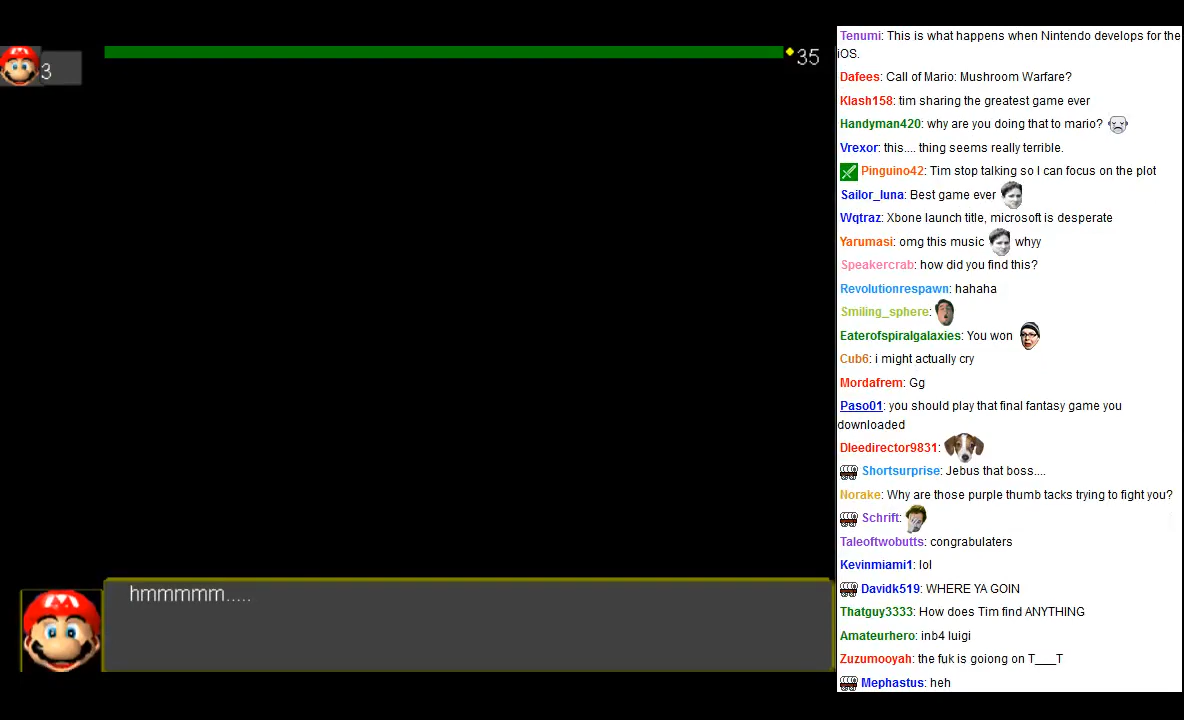 3
35
hmmmmm.....
Tenumi: This is what happens when Nintendo develops for the
iOS.
Dafees: Call of Mario: Mushroom Warfare?
Klash158: tim sharing the greatest game ever
Handyman420: why are you doing that to mario?
Vrexor: this.... thing seems really terrible.
Pinguino42: Tim stop talking so I can focus on the plot
Sailor_luna: Best game ever
Wqtraz: Xbone launch title, microsoft is desperate
Yarumasi: omg this music whyy
Speakercrab: how did you find this?
Revolutionrespawn: hahaha
Smiling_sphere:
Eaterofspiralgalaxies: You won
Cub6: i might actually cry
Mordafrem: Gg
Paso01: you should play that final fantasy game you
downloaded
Dleedirector9831:
Shortsurprise: Jebus that boss....
Norake: Why are those purple thumb tacks trying to fight you?
Schrift:
Taleoftwobutts: congrabulaters
Kevinmiami1: lol
Davidk519: WHERE YA GOIN
Thatguy3333: How does Tim find ANYTHING
Amateurhero: inb4 luigi
Zuzumooyah: the fuk is goiong on T___T
Mephastus: heh